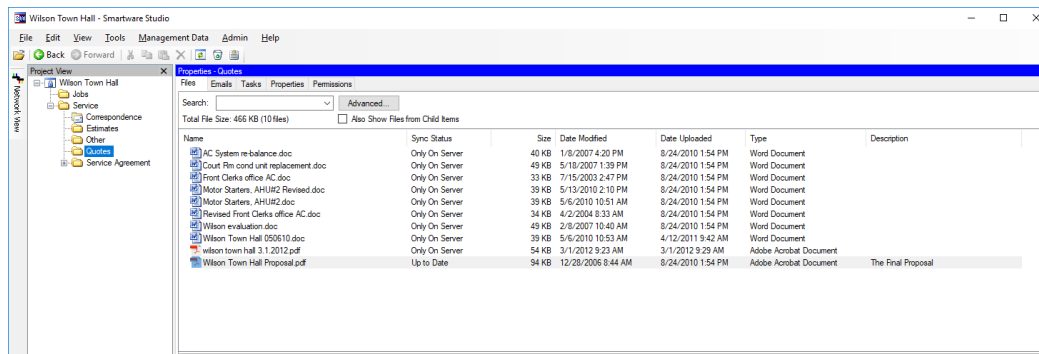 Wilson Town Hall - Smartware Studio
File Edit View Tools Management Data Admin Help
Back Forward
Network View
Project View
Wilson Town Hall
Jobs
Service
Correspondence
Estimates
Other
Quotes
Service Agreement
Properties - Quotes
Files Emails Tasks Properties Permissions
Search: Advanced...
Total File Size: 466 KB (10 files) Also Show Files from Child Items
Name Sync Status Size Date Modified Date Uploaded Type Description
AC System re-balance.doc Only On Server 40 KB 1/8/2007 4:20 PM 8/24/2010 1:54 PM Word Document
Court Rm cond unit replacement.doc Only On Server 49 KB 5/18/2007 1:39 PM 8/24/2010 1:54 PM Word Document
Front Clerks office AC.doc Only On Server 33 KB 7/15/2003 2:47 PM 8/24/2010 1:54 PM Word Document
Motor Starters, AHU#2 Revised.doc Only On Server 39 KB 5/13/2010 2:10 PM 8/24/2010 1:54 PM Word Document
Motor Starters, AHU#2.doc Only On Server 39 KB 5/6/2010 10:51 AM 8/24/2010 1:54 PM Word Document
Revised Front Clerks office AC.doc Only On Server 34 KB 4/2/2004 8:33 AM 8/24/2010 1:54 PM Word Document
Wilson evaluation.doc Only On Server 49 KB 2/8/2007 10:40 AM 8/24/2010 1:54 PM Word Document
Wilson Town Hall 050610.doc Only On Server 39 KB 5/6/2010 10:53 AM 4/12/2011 9:42 AM Word Document
wilson town hall 3.1.2012.pdf Only On Server 54 KB 3/1/2012 9:23 AM 3/1/2012 9:29 AM Adobe Acrobat Document
Wilson Town Hall Proposal.pdf Up to Date 94 KB 12/28/2006 8:44 AM 8/24/2010 1:54 PM Adobe Acrobat Document The Final Proposal